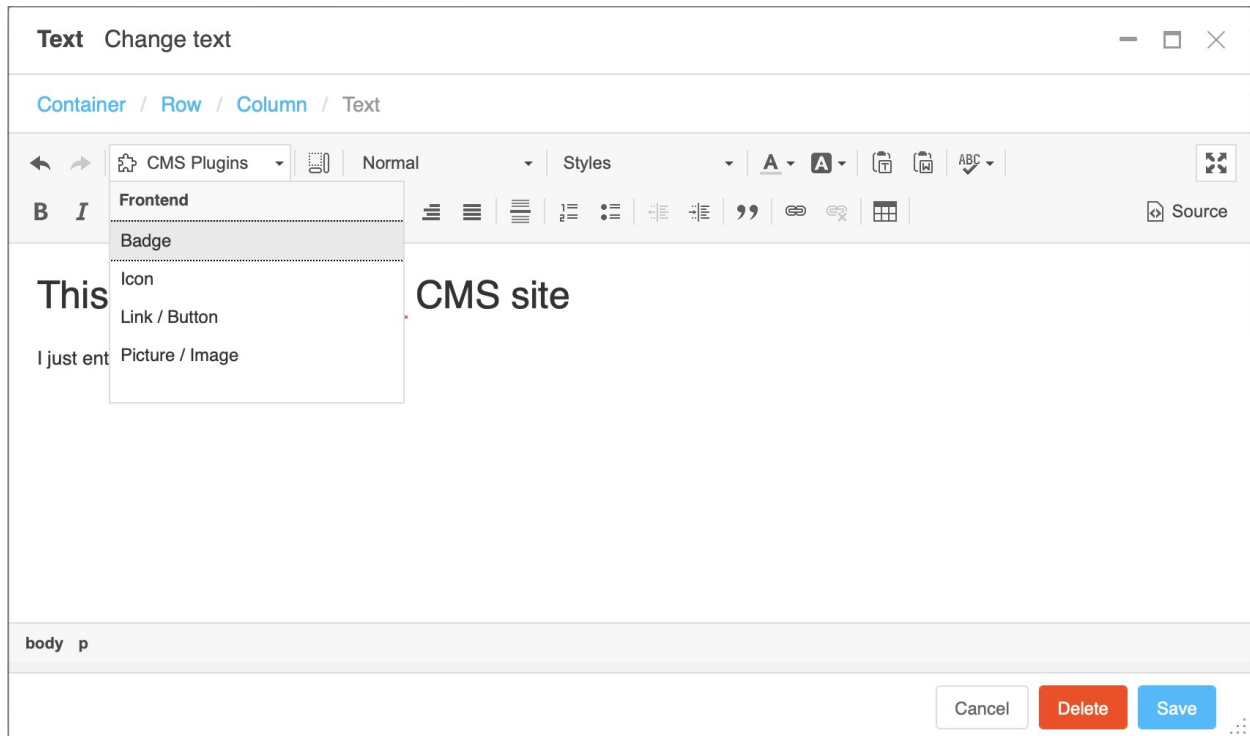 Text Change text
Container / Row / Column / Text
CMS Plugins Normal Styles A A T W ABC
B I Source
Frontend
Badge
Icon
Link / Button
Picture / Image
This CMS site
I just ent
body p
Cancel Delete Save